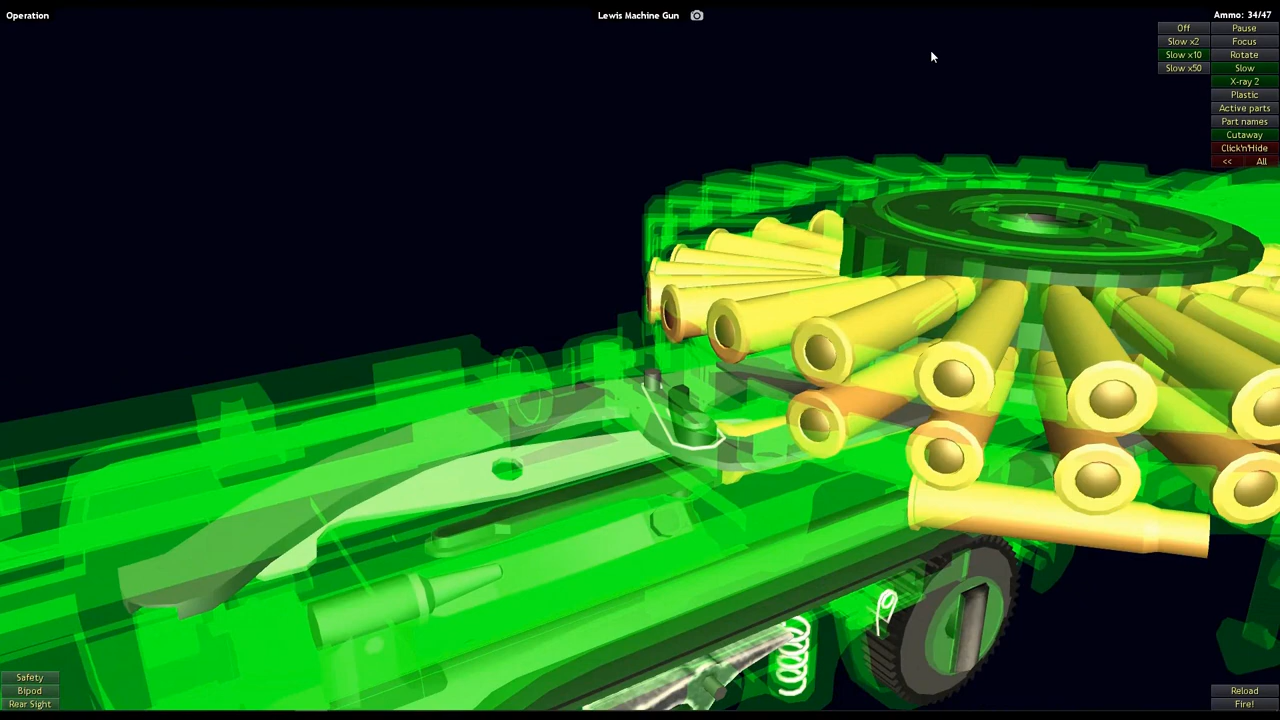 Operation
Lewis Machine Gun
Ammo: 34/47
Off
Pause
Slow x2
Focus
Slow x10
Rotate
Slow x50
Slow
X-ray 2
Plastic
Active parts
Part names
Cutaway
Click'n'Hide
<< All
Safety
Bipod
Rear Sight
Reload
Fire!